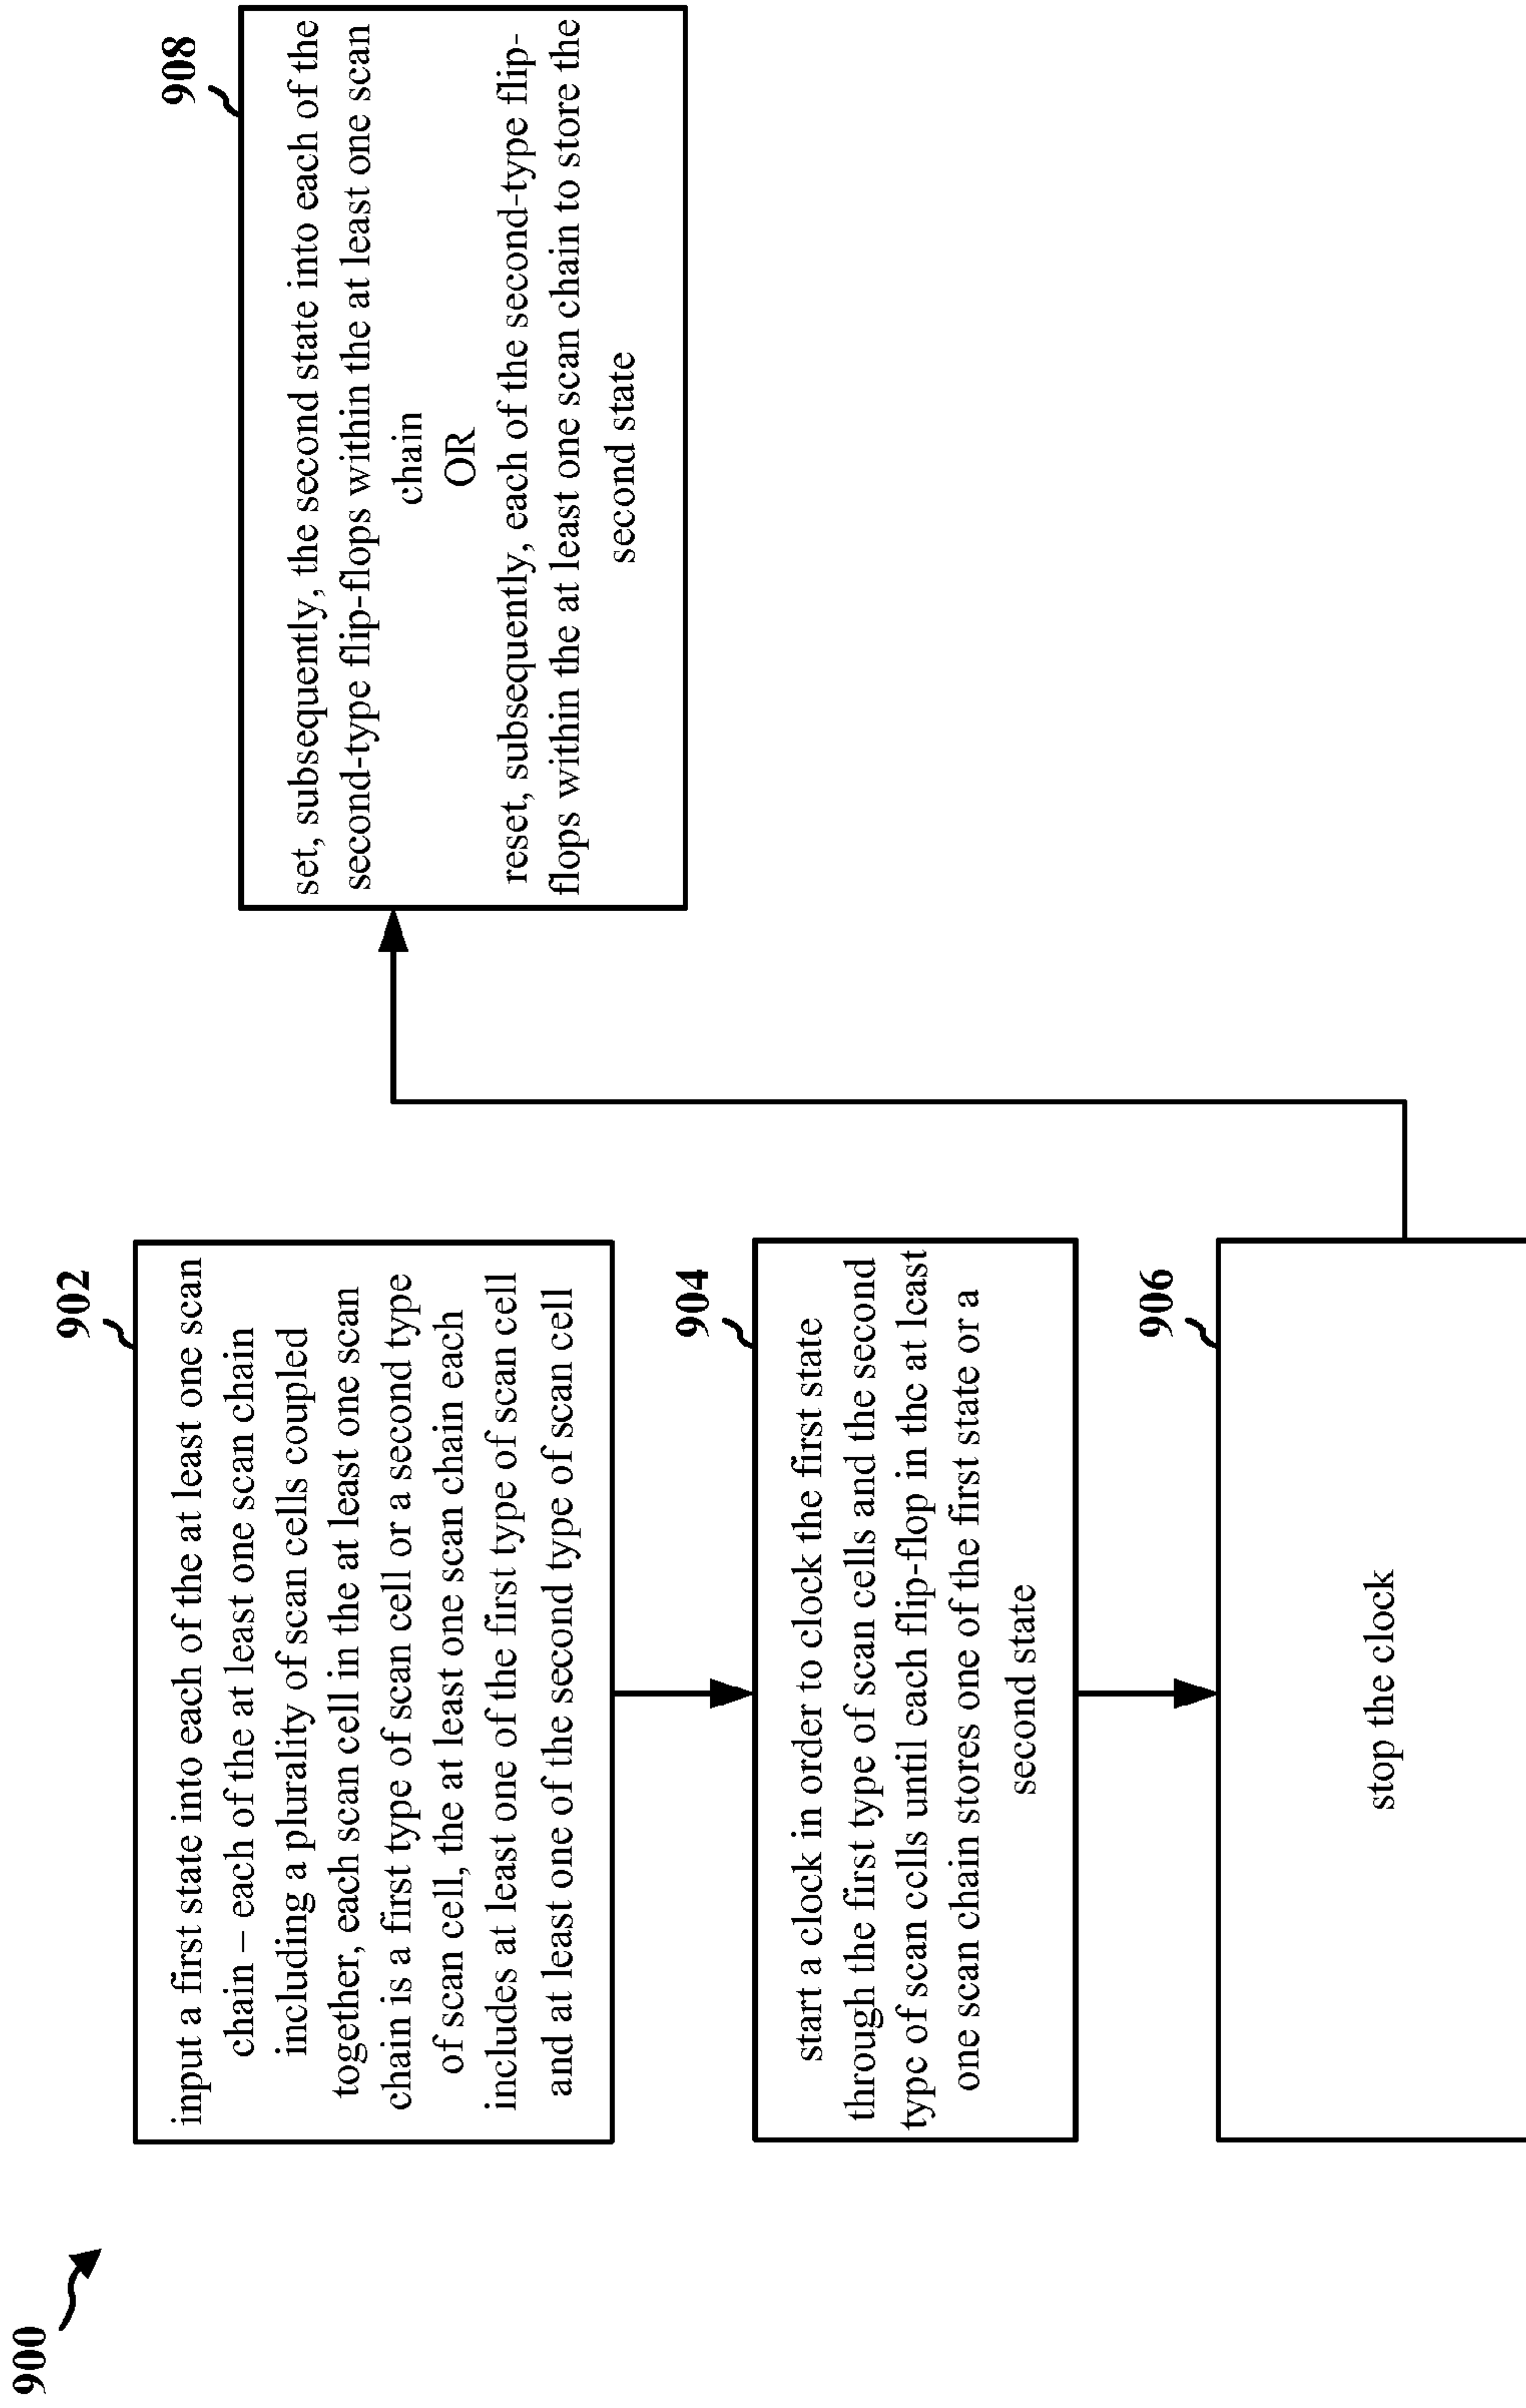 900
902
input a first state into each of the at least one scan
chain – each of the at least one scan chain
including a plurality of scan cells coupled
together, each scan cell in the at least one scan
chain is a first type of scan cell or a second type
of scan cell, the at least one scan chain each
includes at least one of the first type of scan cell
and at least one of the second type of scan cell
904
start a clock in order to clock the first state
through the first type of scan cells and the second
type of scan cells until each flip-flop in the at least
one scan chain stores one of the first state or a
second state
906
stop the clock
908
set, subsequently, the second state into each of the
second-type flip-flops within the at least one scan
chain
OR
reset, subsequently, each of the second-type flip-
flops within the at least one scan chain to store the
second state